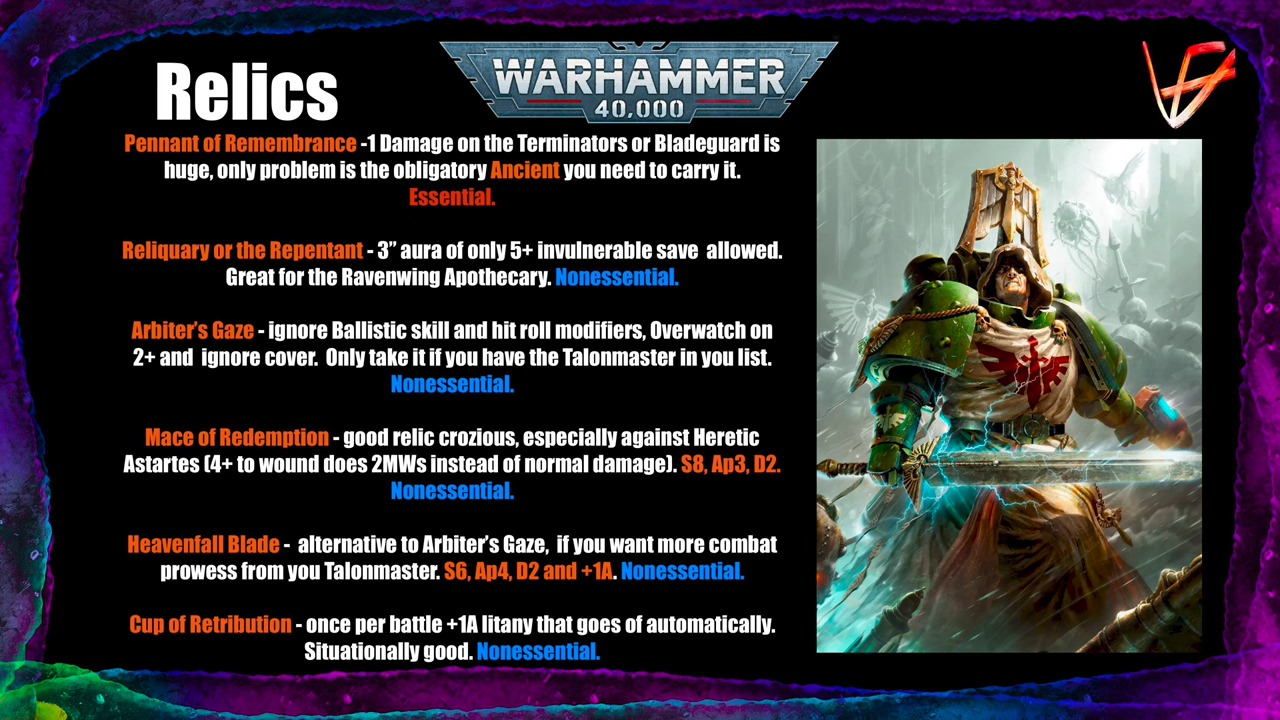 Relics
WARHAMMER
40,000
Pennant of Remembrance -1 Damage on the Terminators or Bladeguard is
huge, only problem is the obligatory Ancient you need to carry it.
Essential.
Reliquary or the Repentant - 3” aura of only 5+ invulnerable save allowed.
Great for the Ravenwing Apothecary. Nonessential.
Arbiter’s Gaze - ignore Ballistic skill and hit roll modifiers, Overwatch on
2+ and ignore cover. Only take it if you have the Talonmaster in you list.
Nonessential.
Mace of Redemption - good relic crozious, especially against Heretic
Astartes (4+ to wound does 2MWs instead of normal damage). S8, Ap3, D2.
Nonessential.
Heavenfall Blade - alternative to Arbiter’s Gaze, if you want more combat
prowess from you Talonmaster. S6, Ap4, D2 and +1A. Nonessential.
Cup of Retribution - once per battle +1A litany that goes of automatically.
Situationally good. Nonessential.